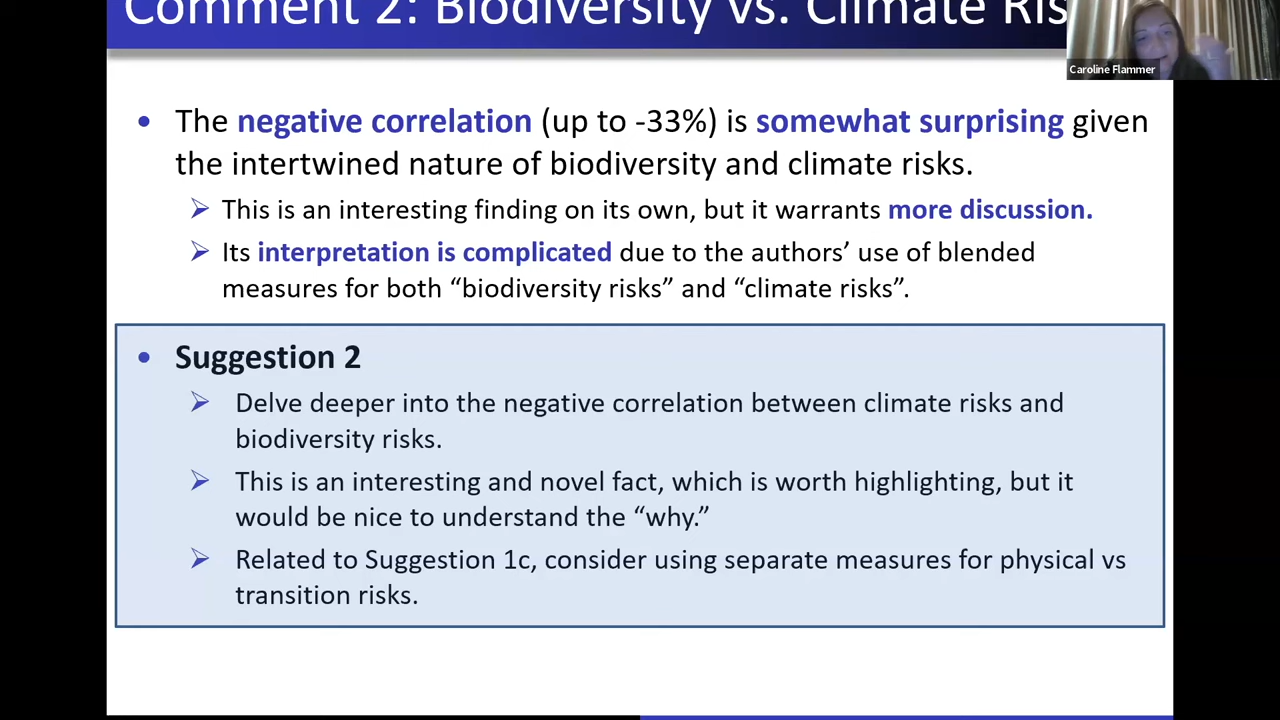 Comment 2: Biodiversity vs. Climate Ris
Caroline Flammer
• The negative correlation (up to -33%) is somewhat surprising given
the intertwined nature of biodiversity and climate risks.
➢ This is an interesting finding on its own, but it warrants more discussion.
➢ Its interpretation is complicated due to the authors’ use of blended
measures for both “biodiversity risks” and “climate risks”.
• Suggestion 2
➢ Delve deeper into the negative correlation between climate risks and
biodiversity risks.
➢ This is an interesting and novel fact, which is worth highlighting, but it
would be nice to understand the “why.”
➢ Related to Suggestion 1c, consider using separate measures for physical vs
transition risks.